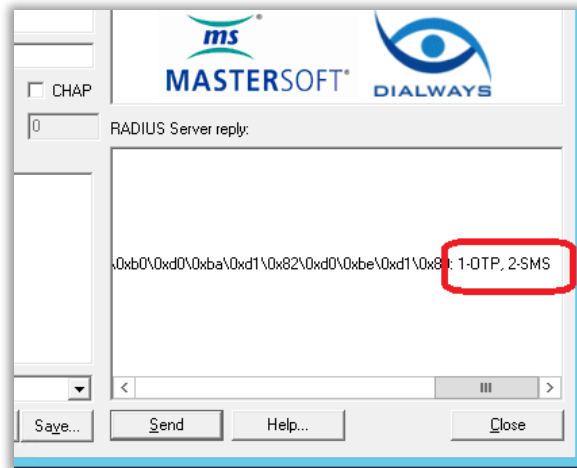 ms
MASTERSOFT®
DIALWAYS
CHAP
0
RADIUS Server reply:
\0xb0\0xd0\0xba\0xd1\0x82\0xd0\0xbe\0xd1\0x80: 1-OTP, 2-SMS
Save...
Send
Help...
Close